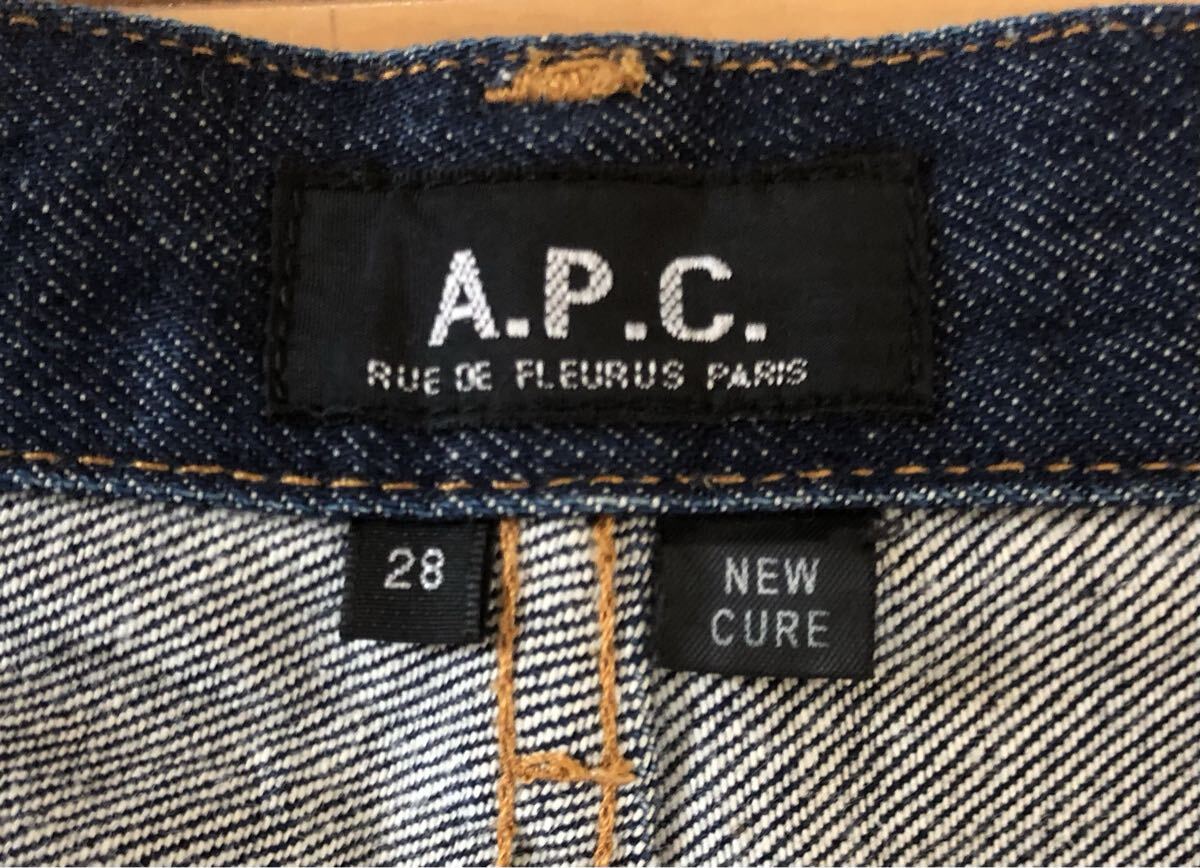 A.P.C.
RUE DE FLEURUS PARIS
28
NEW
CURE